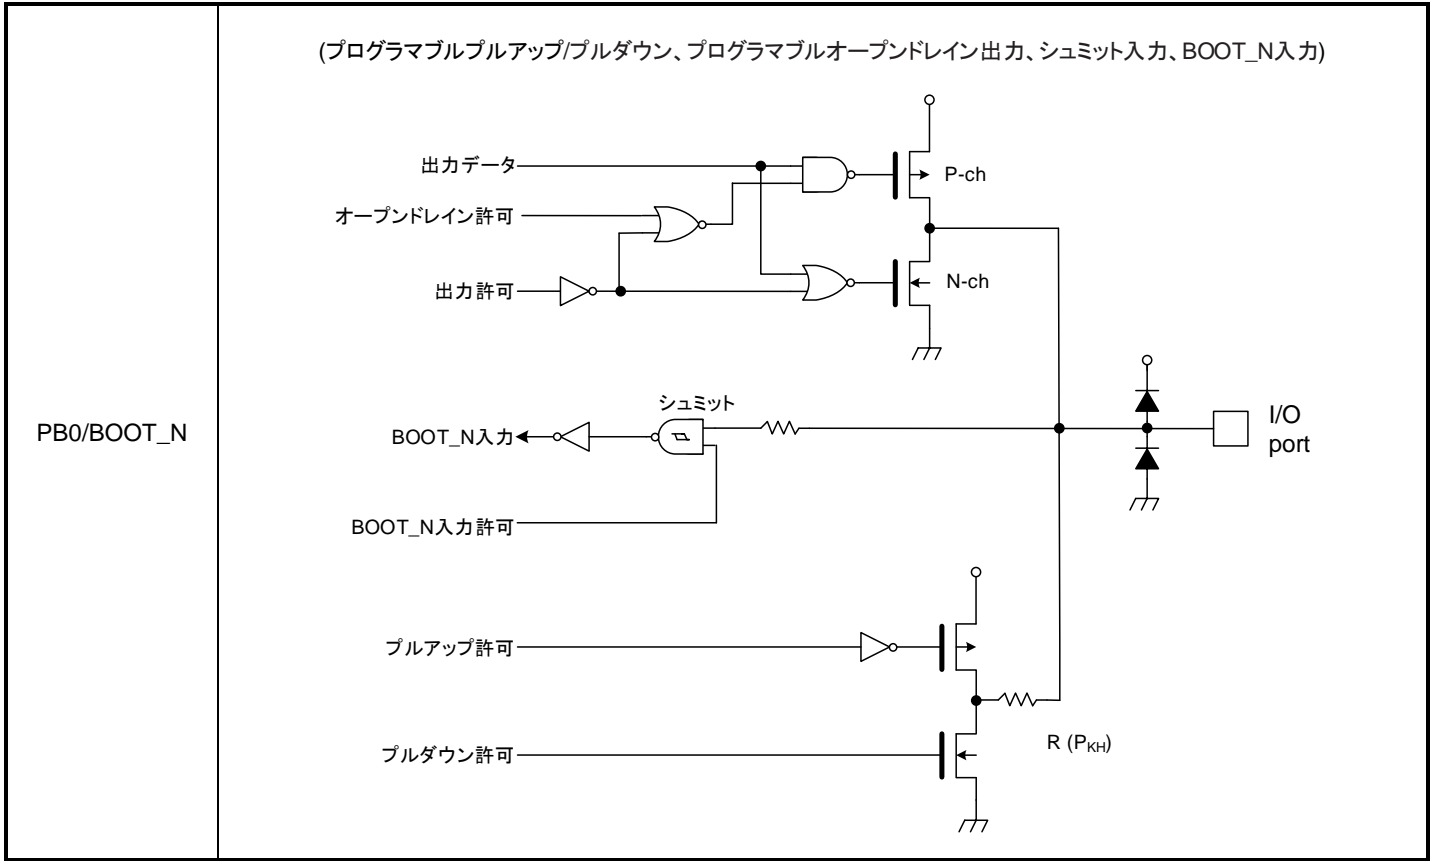 (プログラマブルプルアップ/プルダウン、プログラマブルオープンドレイン出力、シュミット入力、BOOT_N入力)
出力データ
P-ch
オープンドレイン許可
N-ch
出力許可
シュミット
PB0/BOOT_N
BOOT_N入力
I/O
port
BOOT_N入力許可
プルアップ許可
R (PKH)
プルダウン許可